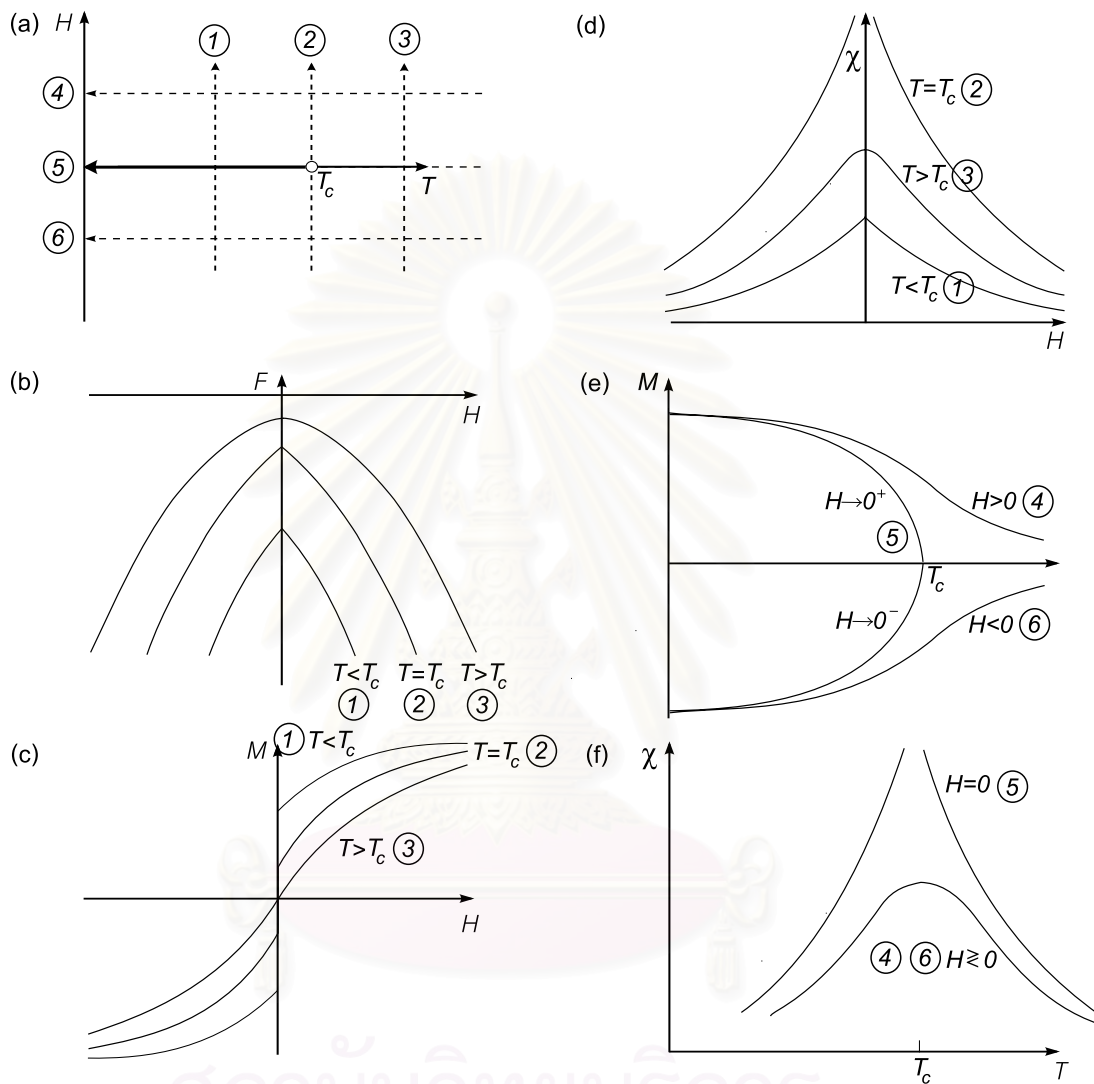 (a)
H
1 2 3
4
5
6
T_c T
(d)
χ
T=T_c 2
T>T_c 3
T<T_c 1
H
(b)
F
H
T<T_c T=T_c T>T_c
1 2 3
(e)
M
H→0⁺
5
H>0 4
T_c
H→0⁻
H<0 6
(c)
M 1 T<T_c
T=T_c 2
T>T_c 3
H
(f)
χ
H=0 5
4 6 H≷0
T_c T